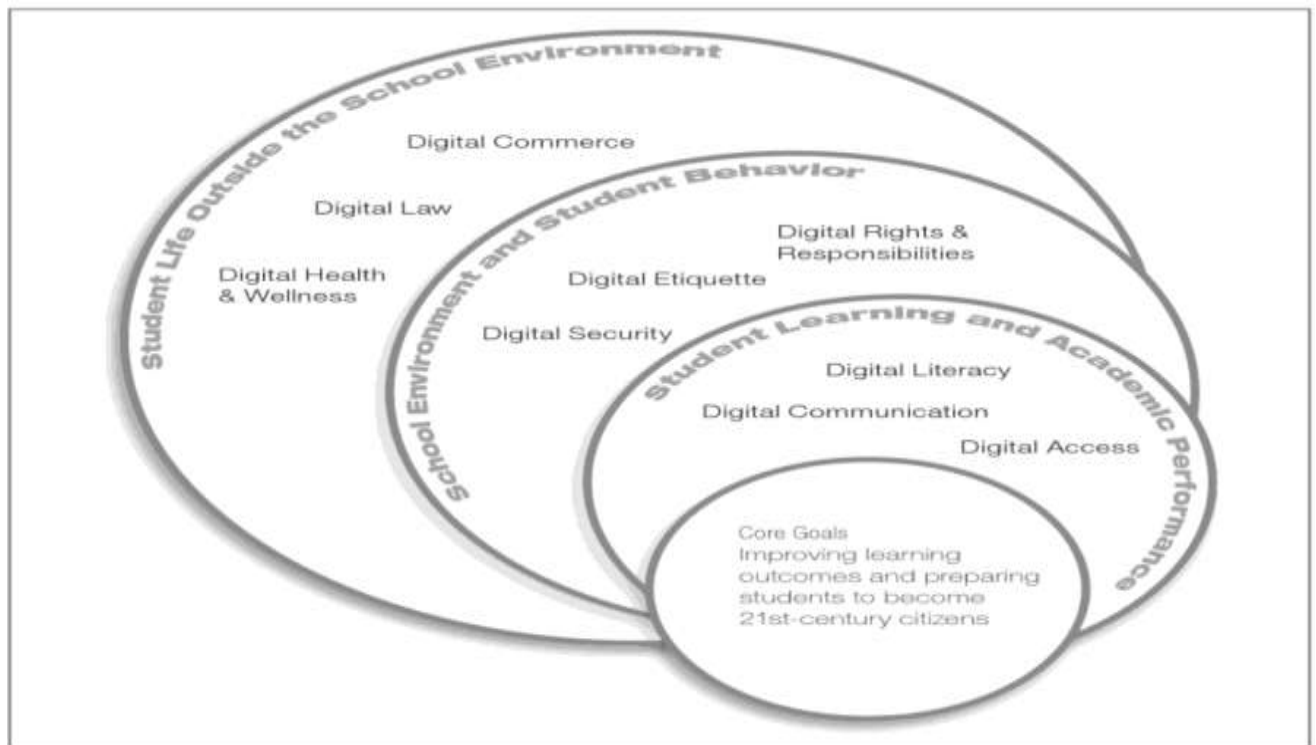 Student Life Outside the School Environment
Digital Commerce
Digital Law
Digital Health
& Wellness
School Environment and Student Behavior
Digital Rights &
Responsibilities
Digital Etiquette
Digital Security
Student Learning and Academic Performance
Digital Literacy
Digital Communication
Digital Access
Core Goals
Improving learning
outcomes and preparing
students to become
21st-century citizens